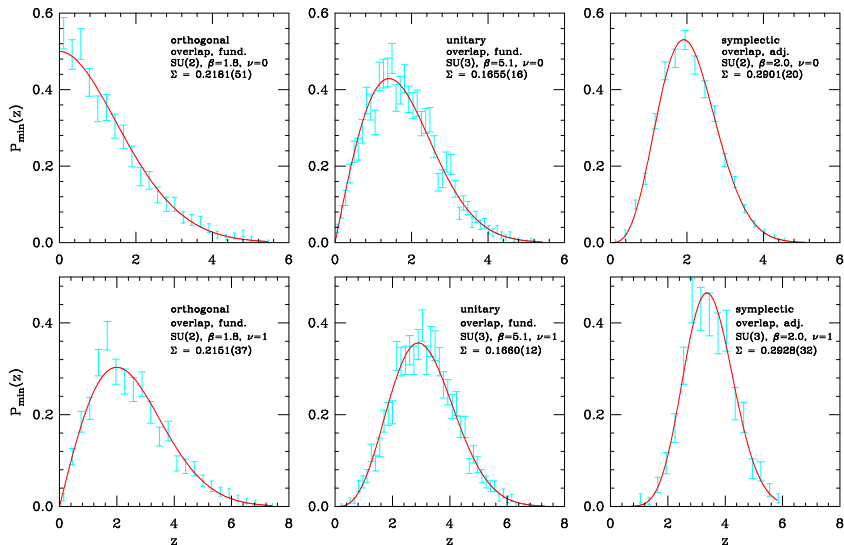 0.6
0.4
0.2
0.0
P_min(z)
0 2 4 6
orthogonal
overlap, fund.
SU(2), β=1.8, ν=0
Σ = 0.2181(51)
0.6
0.4
0.2
0.0
0 2 4 6
unitary
overlap, fund.
SU(3), β=5.1, ν=0
Σ = 0.1655(16)
0.6
0.4
0.2
0.0
0 2 4 6
symplectic
overlap, adj.
SU(2), β=2.0, ν=0
Σ = 0.2901(20)
0.4
0.2
0.0
P_min(z)
0 2 4 6 8
z
orthogonal
overlap, fund.
SU(2), β=1.8, ν=1
Σ = 0.2151(37)
0.4
0.2
0.0
0 2 4 6 8
z
unitary
overlap, fund.
SU(3), β=5.1, ν=1
Σ = 0.1660(12)
0.4
0.2
0.0
0 2 4 6 8
z
symplectic
overlap, adj.
SU(3), β=2.0, ν=1
Σ = 0.2928(32)